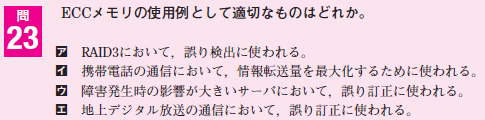 問
23
ECCメモリの使用例として適切なものはどれか。
ア RAID3において，誤り検出に使われる。
イ 携帯電話の通信において，情報転送量を最大化するために使われる。
ウ 障害発生時の影響が大きいサーバにおいて，誤り訂正に使われる。
エ 地上デジタル放送の通信において，誤り訂正に使われる。